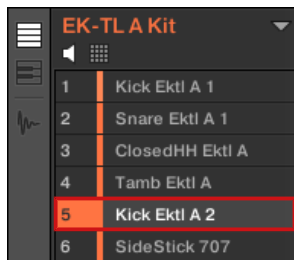 EK-TL A Kit
1 Kick Ektl A 1
2 Snare Ektl A 1
3 ClosedHH Ektl A
4 Tamb Ektl A
5 Kick Ektl A 2
6 SideStick 707